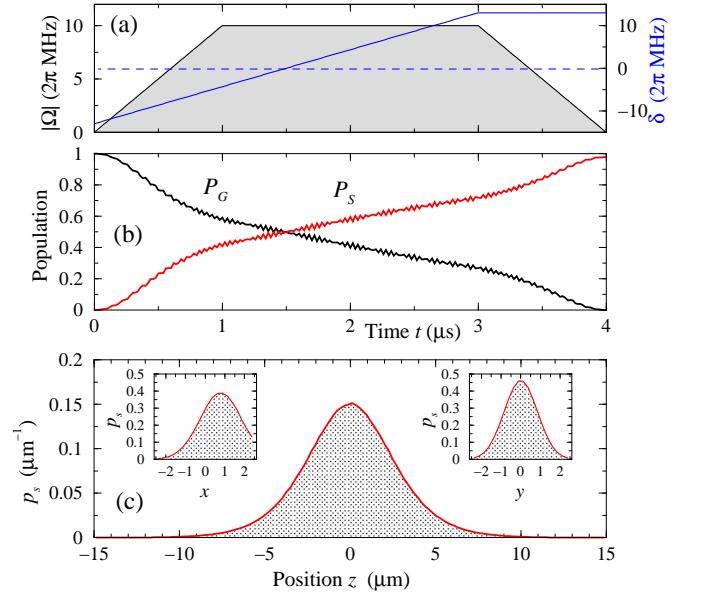 (a)
|Ω| (2π MHz)
10
5
0
δ (2π MHz)
10
0
−10
(b)
Population
1
0.8
0.6
0.4
0.2
0
P_G
P_S
0 1 2 3 4
Time t (μs)
(c)
p_s (μm⁻¹)
0.2
0.15
0.1
0.05
0
p_s
0.5
0.4
0.3
0.2
0.1
0
−2 −1 0 1 2
x
p_s
0.5
0.4
0.3
0.2
0.1
0
−2 −1 0 1 2
y
−15 −10 −5 0 5 10 15
Position z (μm)